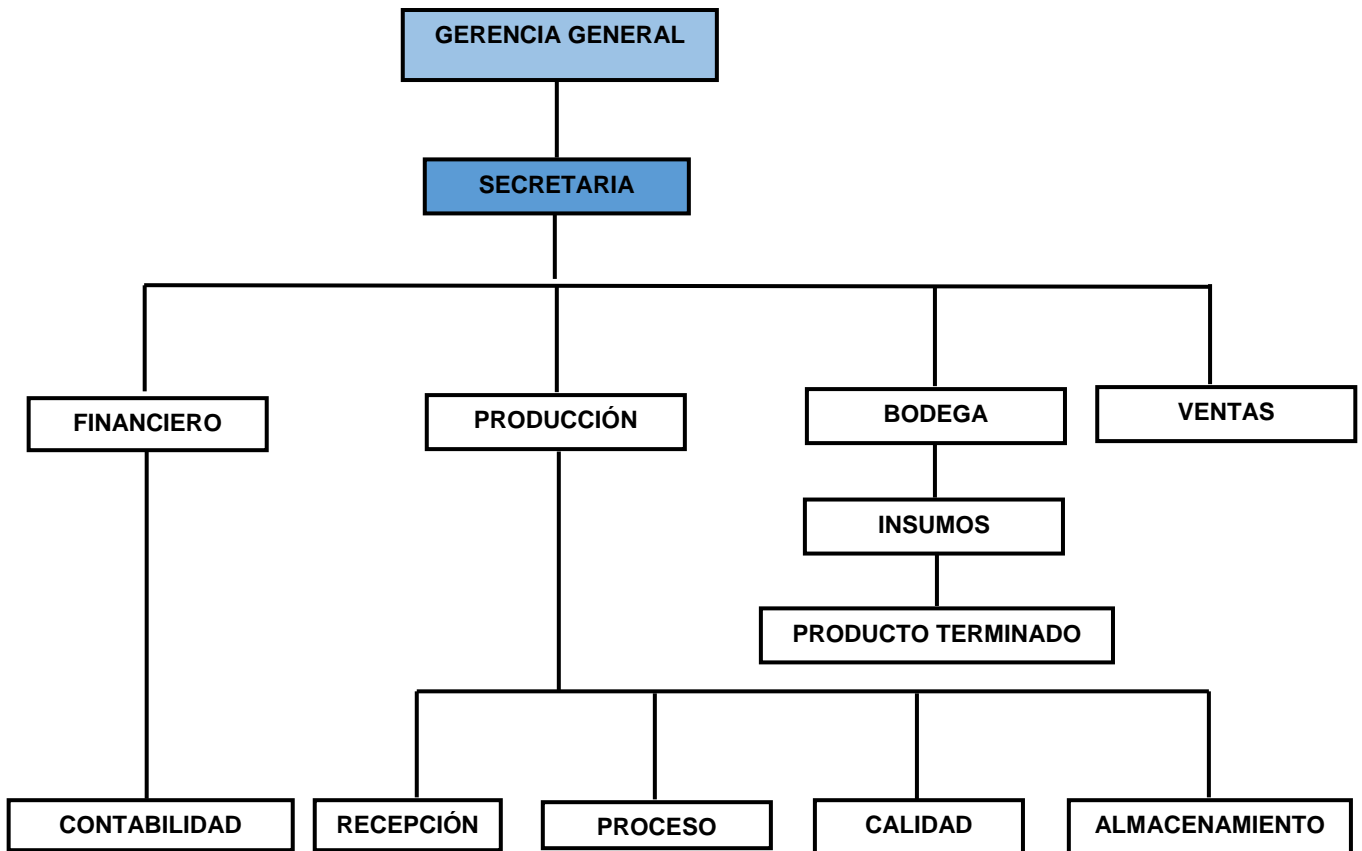 GERENCIA GENERAL
SECRETARIA
FINANCIERO
PRODUCCIÓN
BODEGA
VENTAS
INSUMOS
PRODUCTO TERMINADO
CONTABILIDAD
RECEPCIÓN
PROCESO
CALIDAD
ALMACENAMIENTO